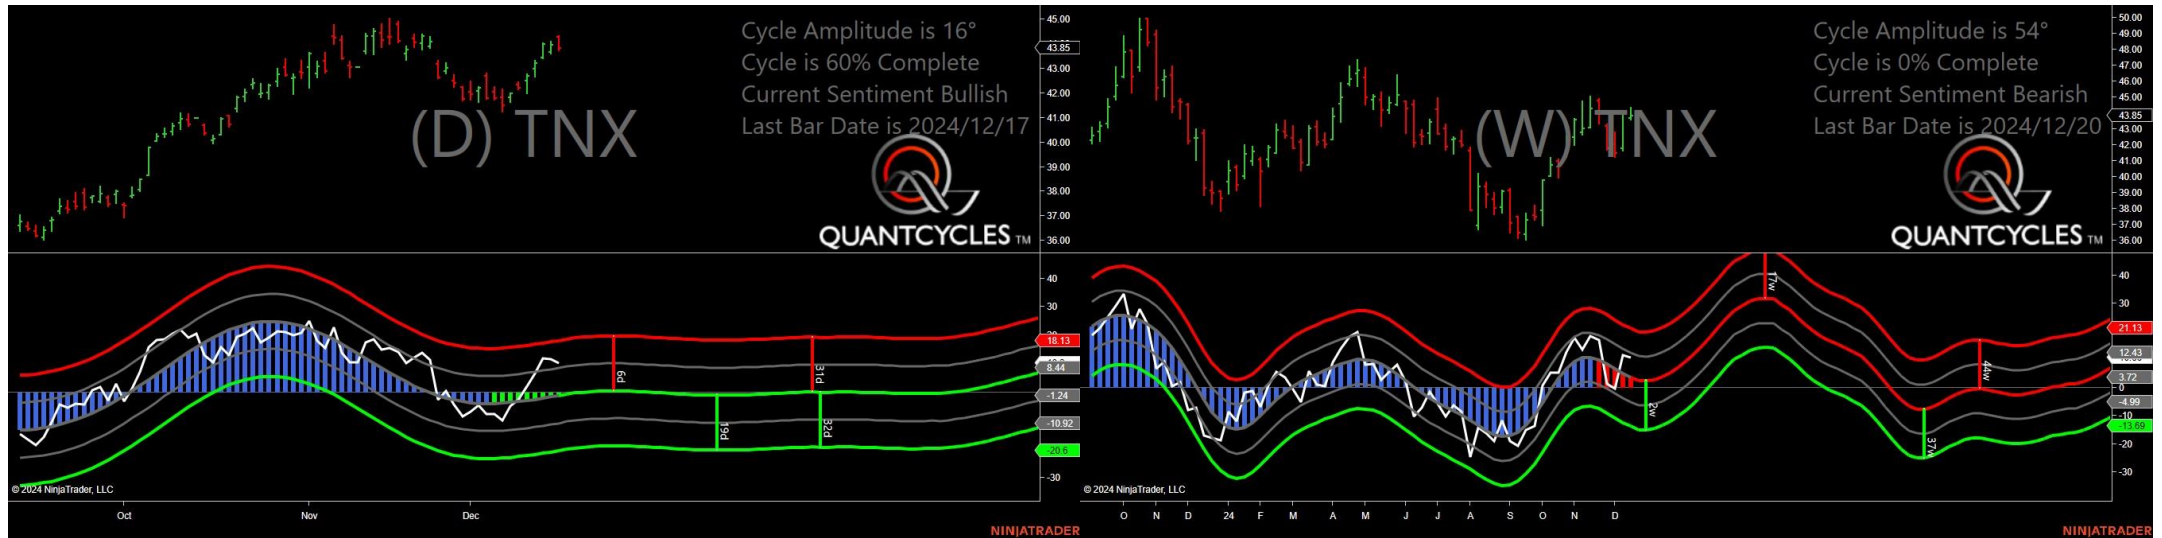 Cycle Amplitude is 16°
Cycle is 60% Complete
Current Sentiment Bullish
Last Bar Date is 2024/12/17
(D) TNX
QUANTCYCLES TM
45.00
43.85
43.00
42.00
41.00
40.00
39.00
38.00
37.00
36.00
40
30
18.13
8.44
-1.24
-10.92
-20.6
-30
6d
19d
31d
32d
© 2024 NinjaTrader, LLC
Oct
Nov
Dec
NINJATRADER
Cycle Amplitude is 54°
Cycle is 0% Complete
Current Sentiment Bearish
Last Bar Date is 2024/12/20
(W) TNX
QUANTCYCLES TM
50.00
49.00
48.00
47.00
46.00
45.00
43.85
43.00
42.00
41.00
40.00
39.00
38.00
37.00
36.00
40
30
21.13
12.43
3.72
0
-4.99
-10
-13.69
-20
-30
17w
2w
37w
44w
© 2024 NinjaTrader, LLC
O N D 24 F M A M J J A S O N D
NINJATRADER